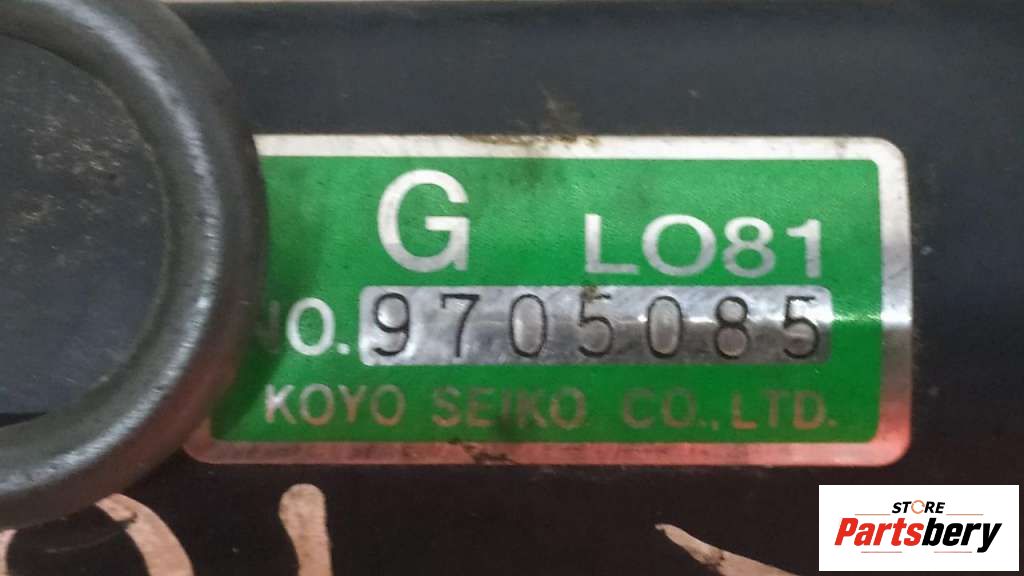 G LO81
NO. 9705085
KOYO SEIKO CO., LTD.
STORE
Partsbery